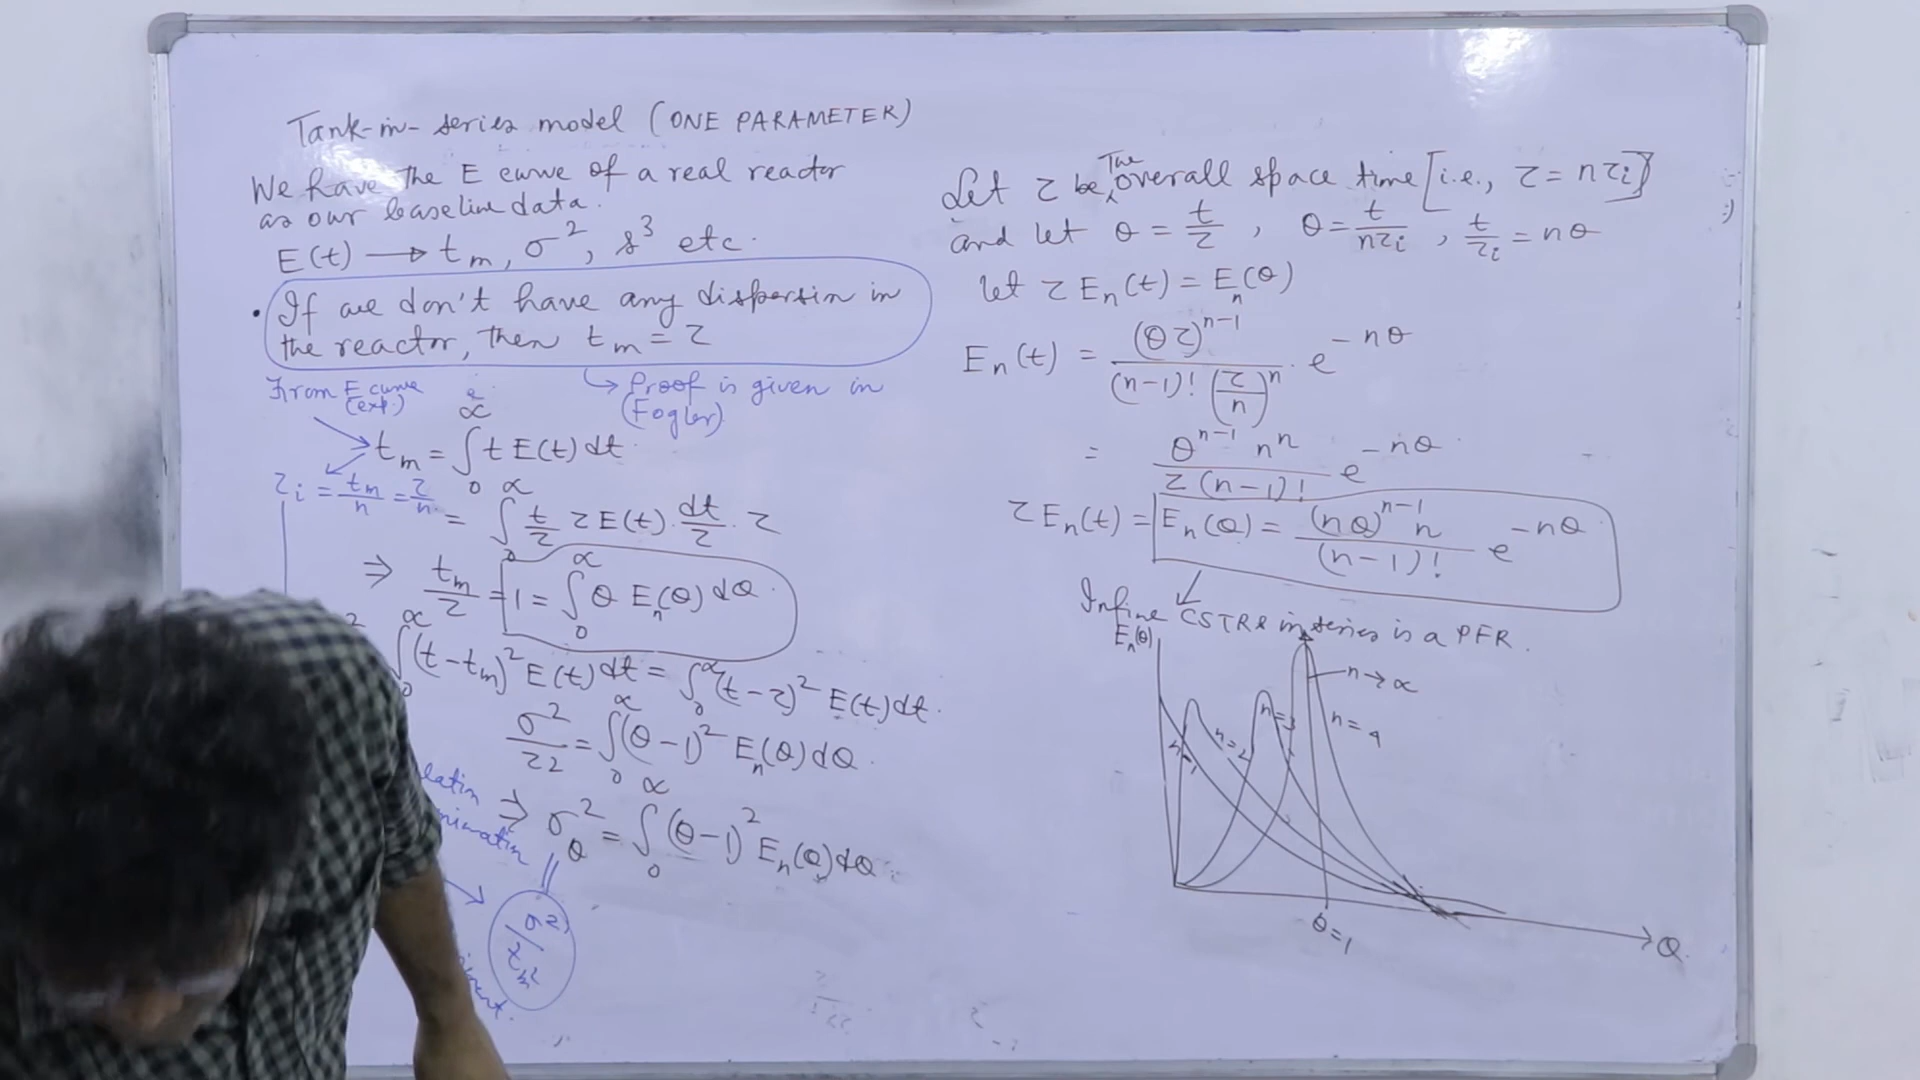 Tank-in-series model (ONE PARAMETER)
We have the E curve of a real reactor
as our baseline data.
E(t) → t_m, σ², s³ etc.
• If we don't have any dispersin in
the reactor, then t_m = τ
From E curve
(exp.)
↳ Proof is given in
(Fogler)
t_m = ∫₀^∝ t E(t) dt
τ_i = t_m/n = τ/n
= ∫₀^∝ t/τ τ E(t) · dt/τ · τ
⇒ t_m/τ = 1 = ∫₀^∝ θ E_n(θ) dθ
∫₀^∝ (t-t_m)² E(t) dt = ∫₀^∝ (t-τ)² E(t) dt.
σ²/τ2 = ∫₀^∝ (θ-1)² E_n(θ) dθ.
⇒ σ_θ² = ∫₀^∝ (θ-1)² E_n(θ) dθ.
Let τ be The overall space time [i.e., τ = nτ_i]
and let θ = t/τ , θ = t/nτ_i , t/τ_i = nθ
let τ E_n(t) = E_n(θ)
E_n(t) = (θτ)^{n-1}/((n-1)! (τ/n)^n) · e^{-nθ}
= θ^{n-1} n^n/(τ (n-1)!) e^{-nθ}
τ E_n(t) = E_n(θ) = (nθ)^{n-1} n/(n-1)! e^{-nθ}
Infine CSTRs in series is a PFR.
E_n(θ)
n→∝
n=4
n=3
n=2
n=1
θ=1
θ